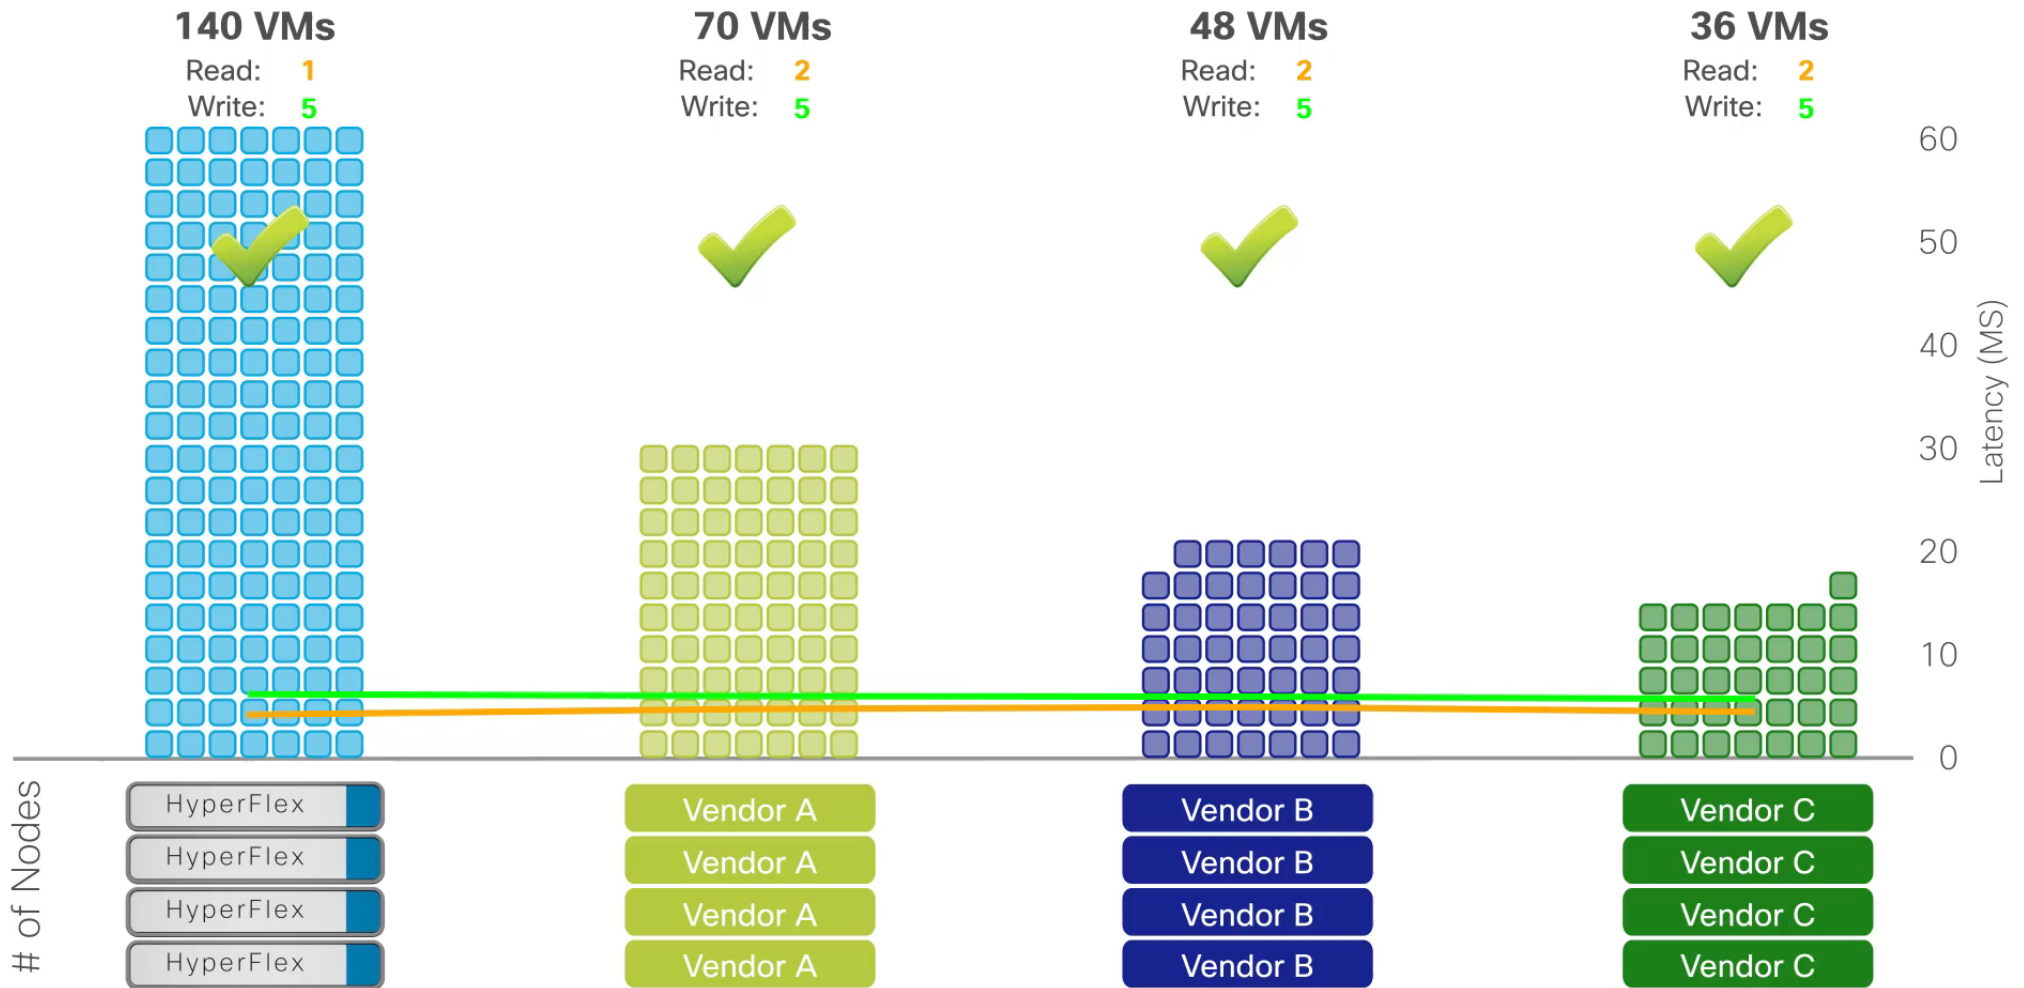 140 VMs
Read: 1
Write: 5
70 VMs
Read: 2
Write: 5
48 VMs
Read: 2
Write: 5
36 VMs
Read: 2
Write: 5
60
50
40
30
20
10
0
Latency (MS)
# of Nodes
HyperFlex
HyperFlex
HyperFlex
HyperFlex
Vendor A
Vendor A
Vendor A
Vendor A
Vendor B
Vendor B
Vendor B
Vendor B
Vendor C
Vendor C
Vendor C
Vendor C